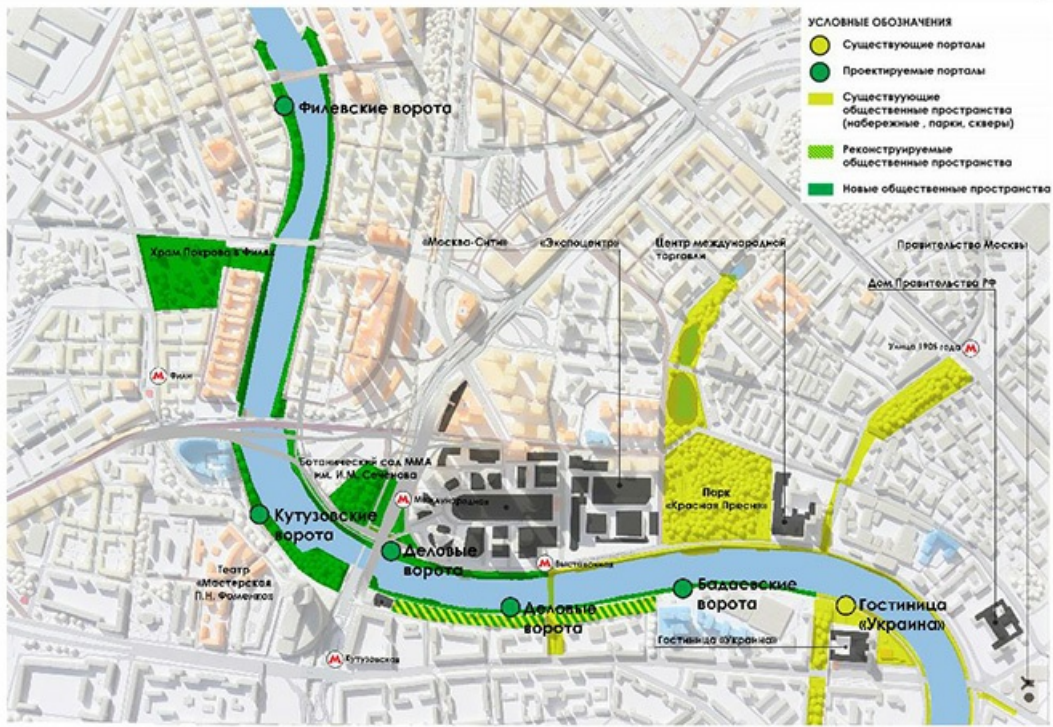 УСЛОВНЫЕ ОБОЗНАЧЕНИЯ
Существующие порталы
Проектируемые порталы
Существуующие
общественные пространства
(набережные , парки, скверы)
Реконструируемые
общественные пространства
Новые общественные пространства
Филевские ворота
Храм Покрова в Филях
«Москва-Сити»
«Экспоцентр»
Центр международной
торговли
Правительство Москвы
Дом Правительства РФ
Улица 1905 года
М
М
Фили
Ботанический сад ММА
им. И.М. Сеченова
М
Международная
Парк
«Красная Пресня»
Кутузовские
ворота
Деловые
ворота
М
Выставочная
Театр
«Мастерская
П.Н. Фоменко»
Деловые
ворота
Бадаевские
ворота
Гостиница
«Украина»
Гостиница «Украина»
М
Кутузовская